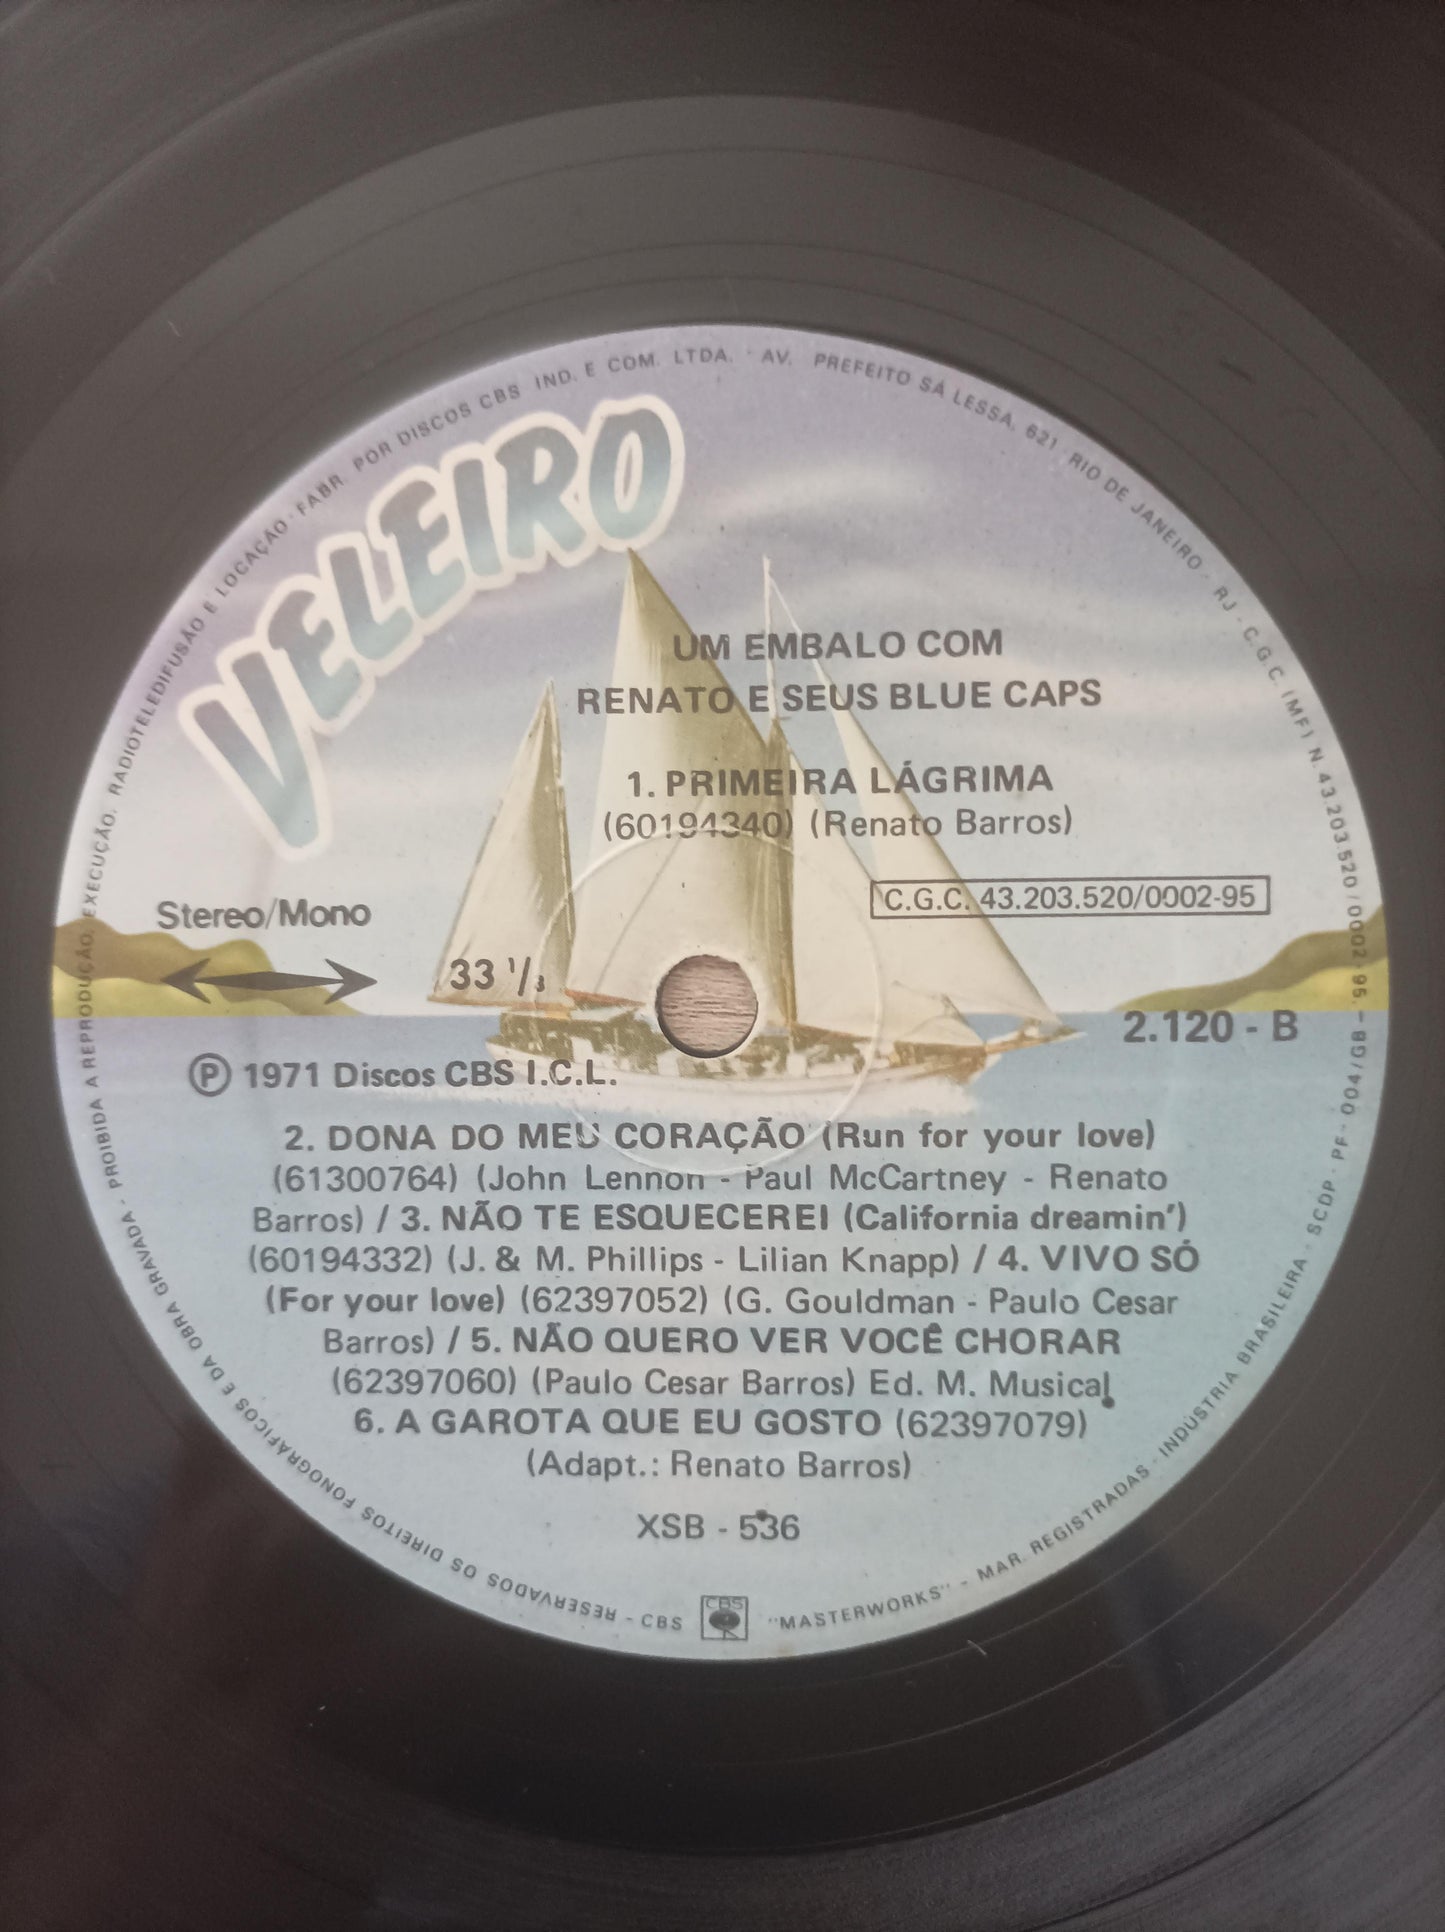 VELEIRO
UM EMBALO COM
RENATO E SEUS BLUE CAPS
1. PRIMEIRA LÁGRIMA
(60194340) (Renato Barros)
Stereo/Mono
C.G.C. 43.203.520/0002-95
33 1/3
2.120 - B
Ⓟ 1971 Discos CBS I.C.L.
2. DONA DO MEU CORAÇÃO (Run for your love)
(61300764) (John Lennon - Paul McCartney - Renato
Barros) / 3. NÃO TE ESQUECEREI (California dreamin')
(60194332) (J. & M. Phillips - Lilian Knapp) / 4. VIVO SÓ
(For your love) (62397052) (G. Gouldman - Paulo Cesar
Barros) / 5. NÃO QUERO VER VOCÊ CHORAR
(62397060) (Paulo Cesar Barros) Ed. M. Musical
6. A GAROTA QUE EU GOSTO (62397079)
(Adapt.: Renato Barros)
XSB - 536
CBS
RESERVADOS OS DIREITOS FONOGRÁFICOS E DA OBRA GRAVADA - PROIBIDA A REPRODUÇÃO, EXECUÇÃO, RADIOTELEDIFUSÃO E LOCAÇÃO · FABR. POR DISCOS CBS IND. E COM. LTDA. · AV. PREFEITO SÁ LESSA, 621 · RIO DE JANEIRO · RJ - C.G.C. (MF) N. 43.203.520/0002 95. - SCDP · PF · 004/GB -
CBS - "MASTERWORKS" - MAR. REGISTRADAS · INDÚSTRIA BRASILEIRA -